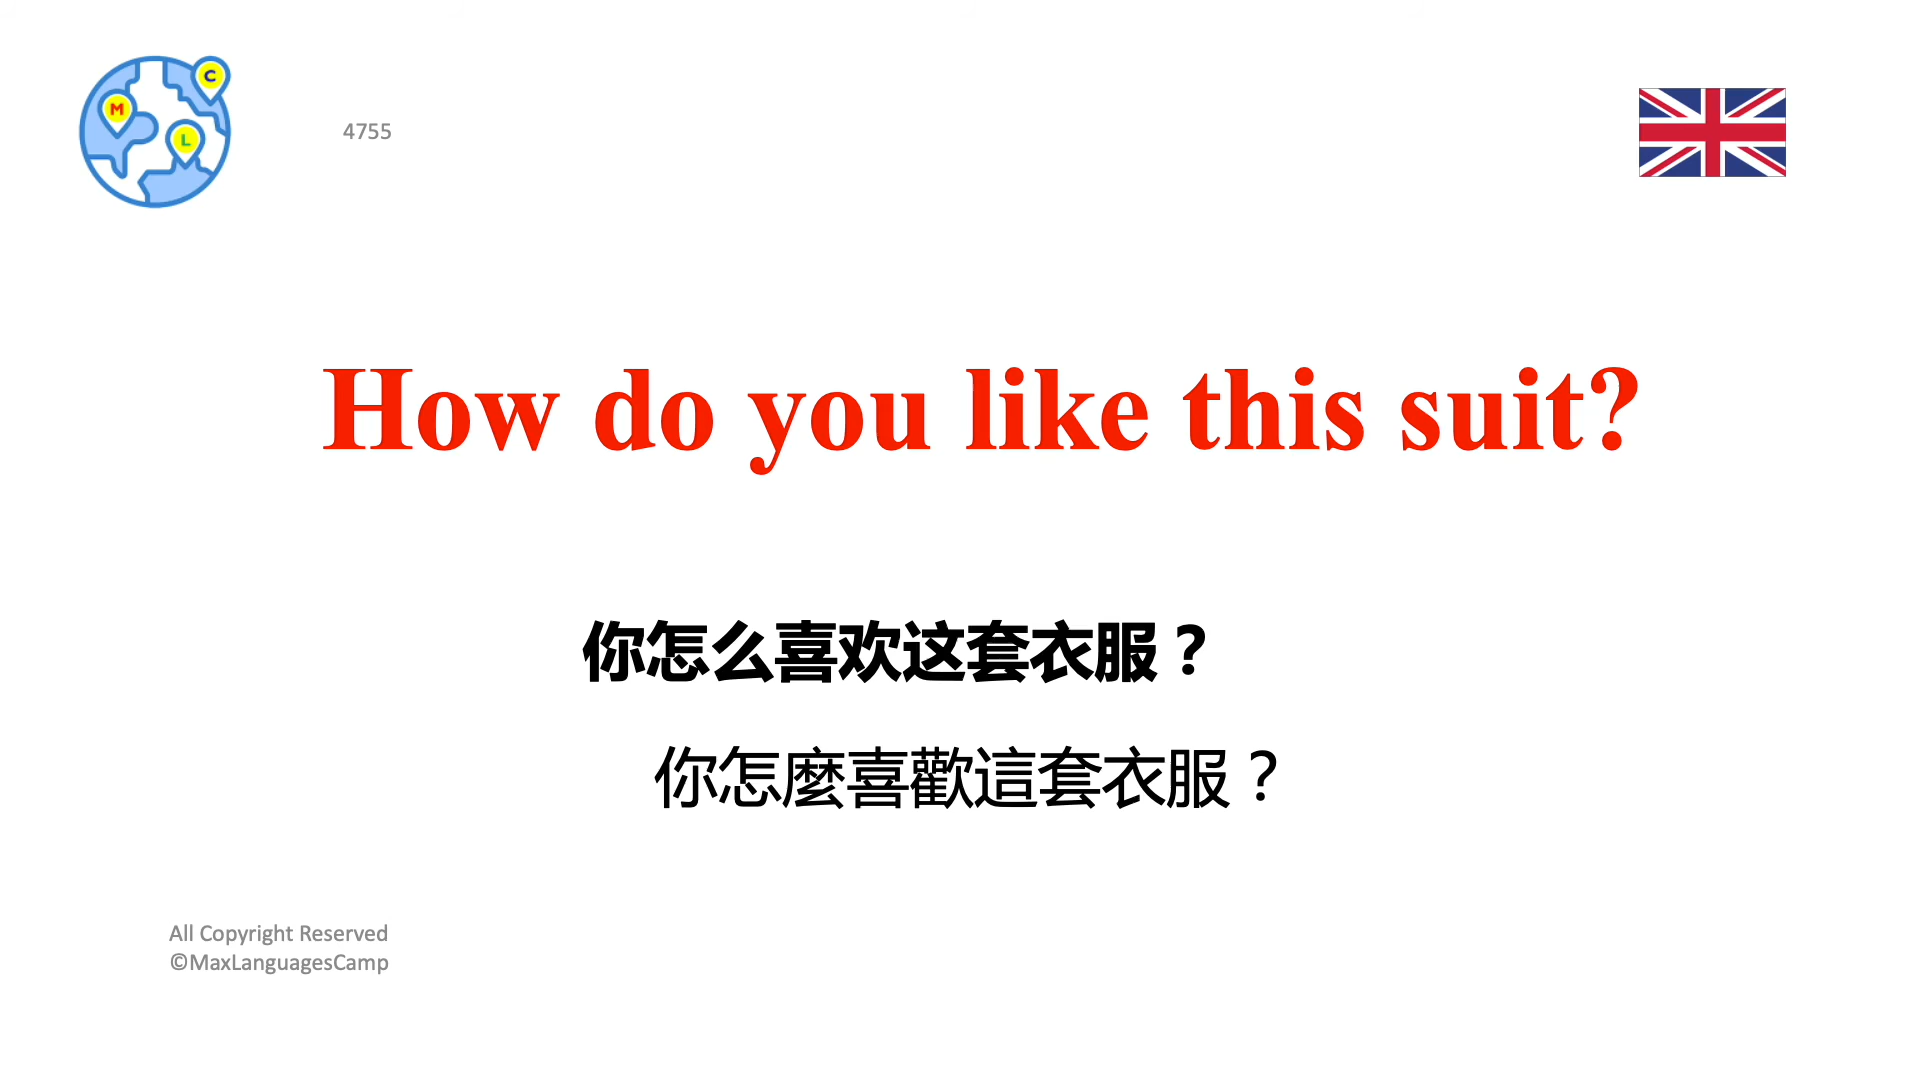 C
M
L
4755
How do you like this suit?
你怎么喜欢这套衣服？
你怎麼喜歡這套衣服？
All Copyright Reserved
©MaxLanguagesCamp